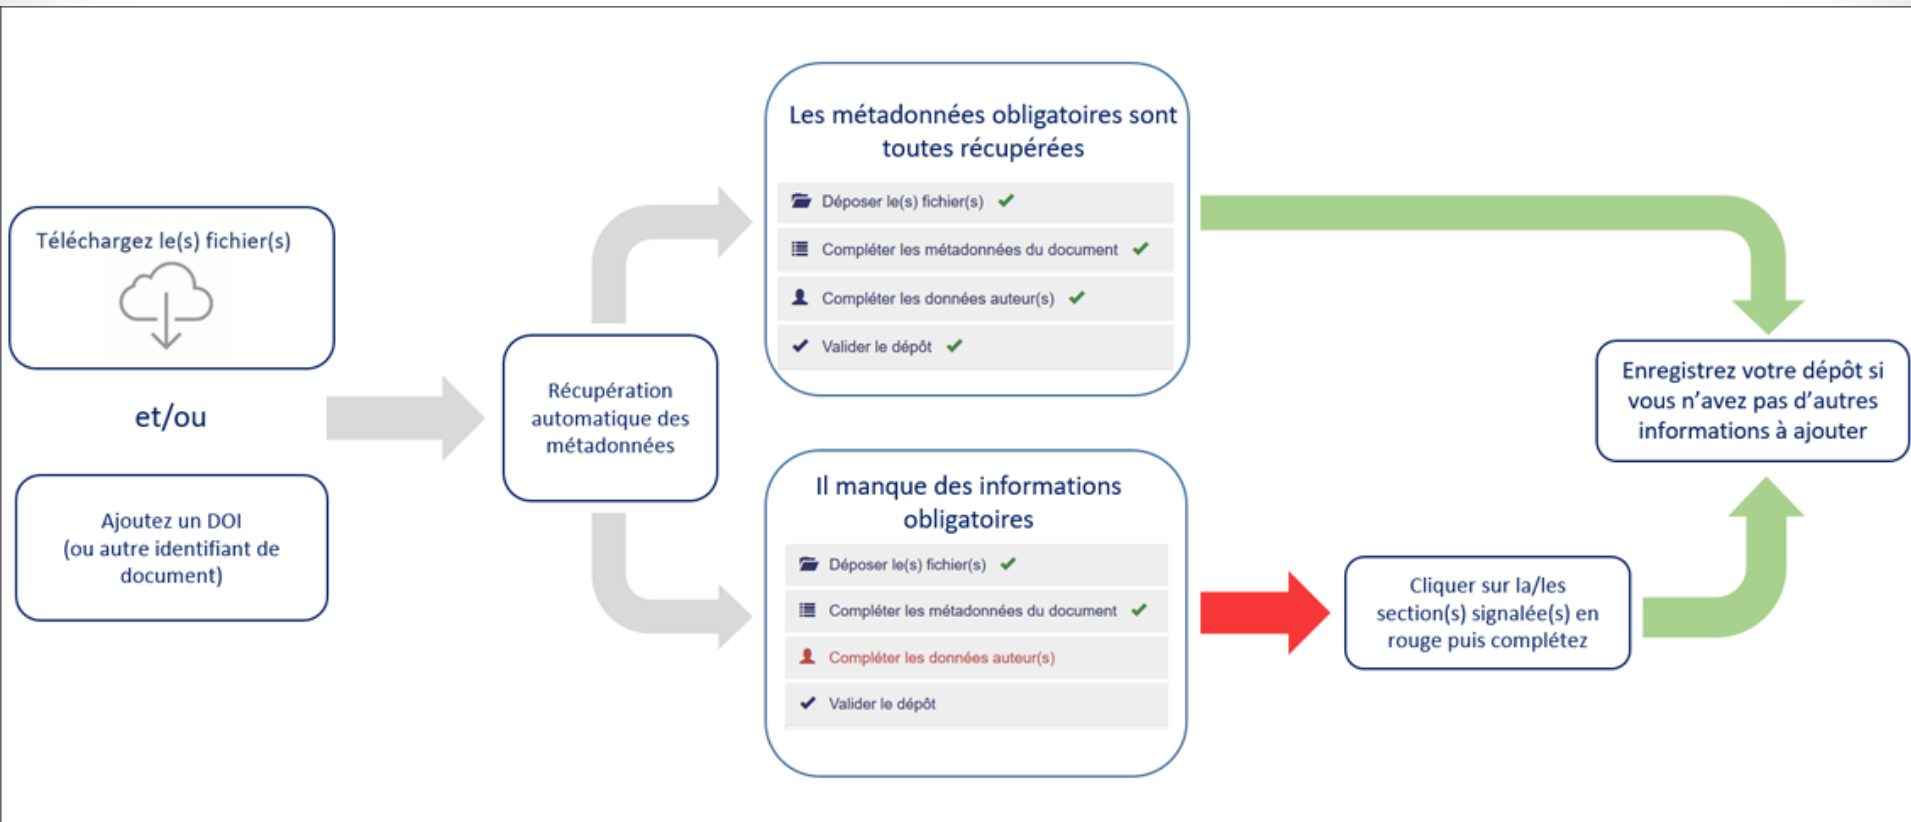 Téléchargez le(s) fichier(s)
et/ou
Ajoutez un DOI
(ou autre identifiant de
document)
Récupération
automatique des
métadonnées
Les métadonnées obligatoires sont
toutes récupérées
Déposer le(s) fichier(s)
Compléter les métadonnées du document
Compléter les données auteur(s)
Valider le dépôt
Il manque des informations
obligatoires
Déposer le(s) fichier(s)
Compléter les métadonnées du document
Compléter les données auteur(s)
Valider le dépôt
Cliquer sur la/les
section(s) signalée(s) en
rouge puis complétez
Enregistrez votre dépôt si
vous n'avez pas d'autres
informations à ajouter